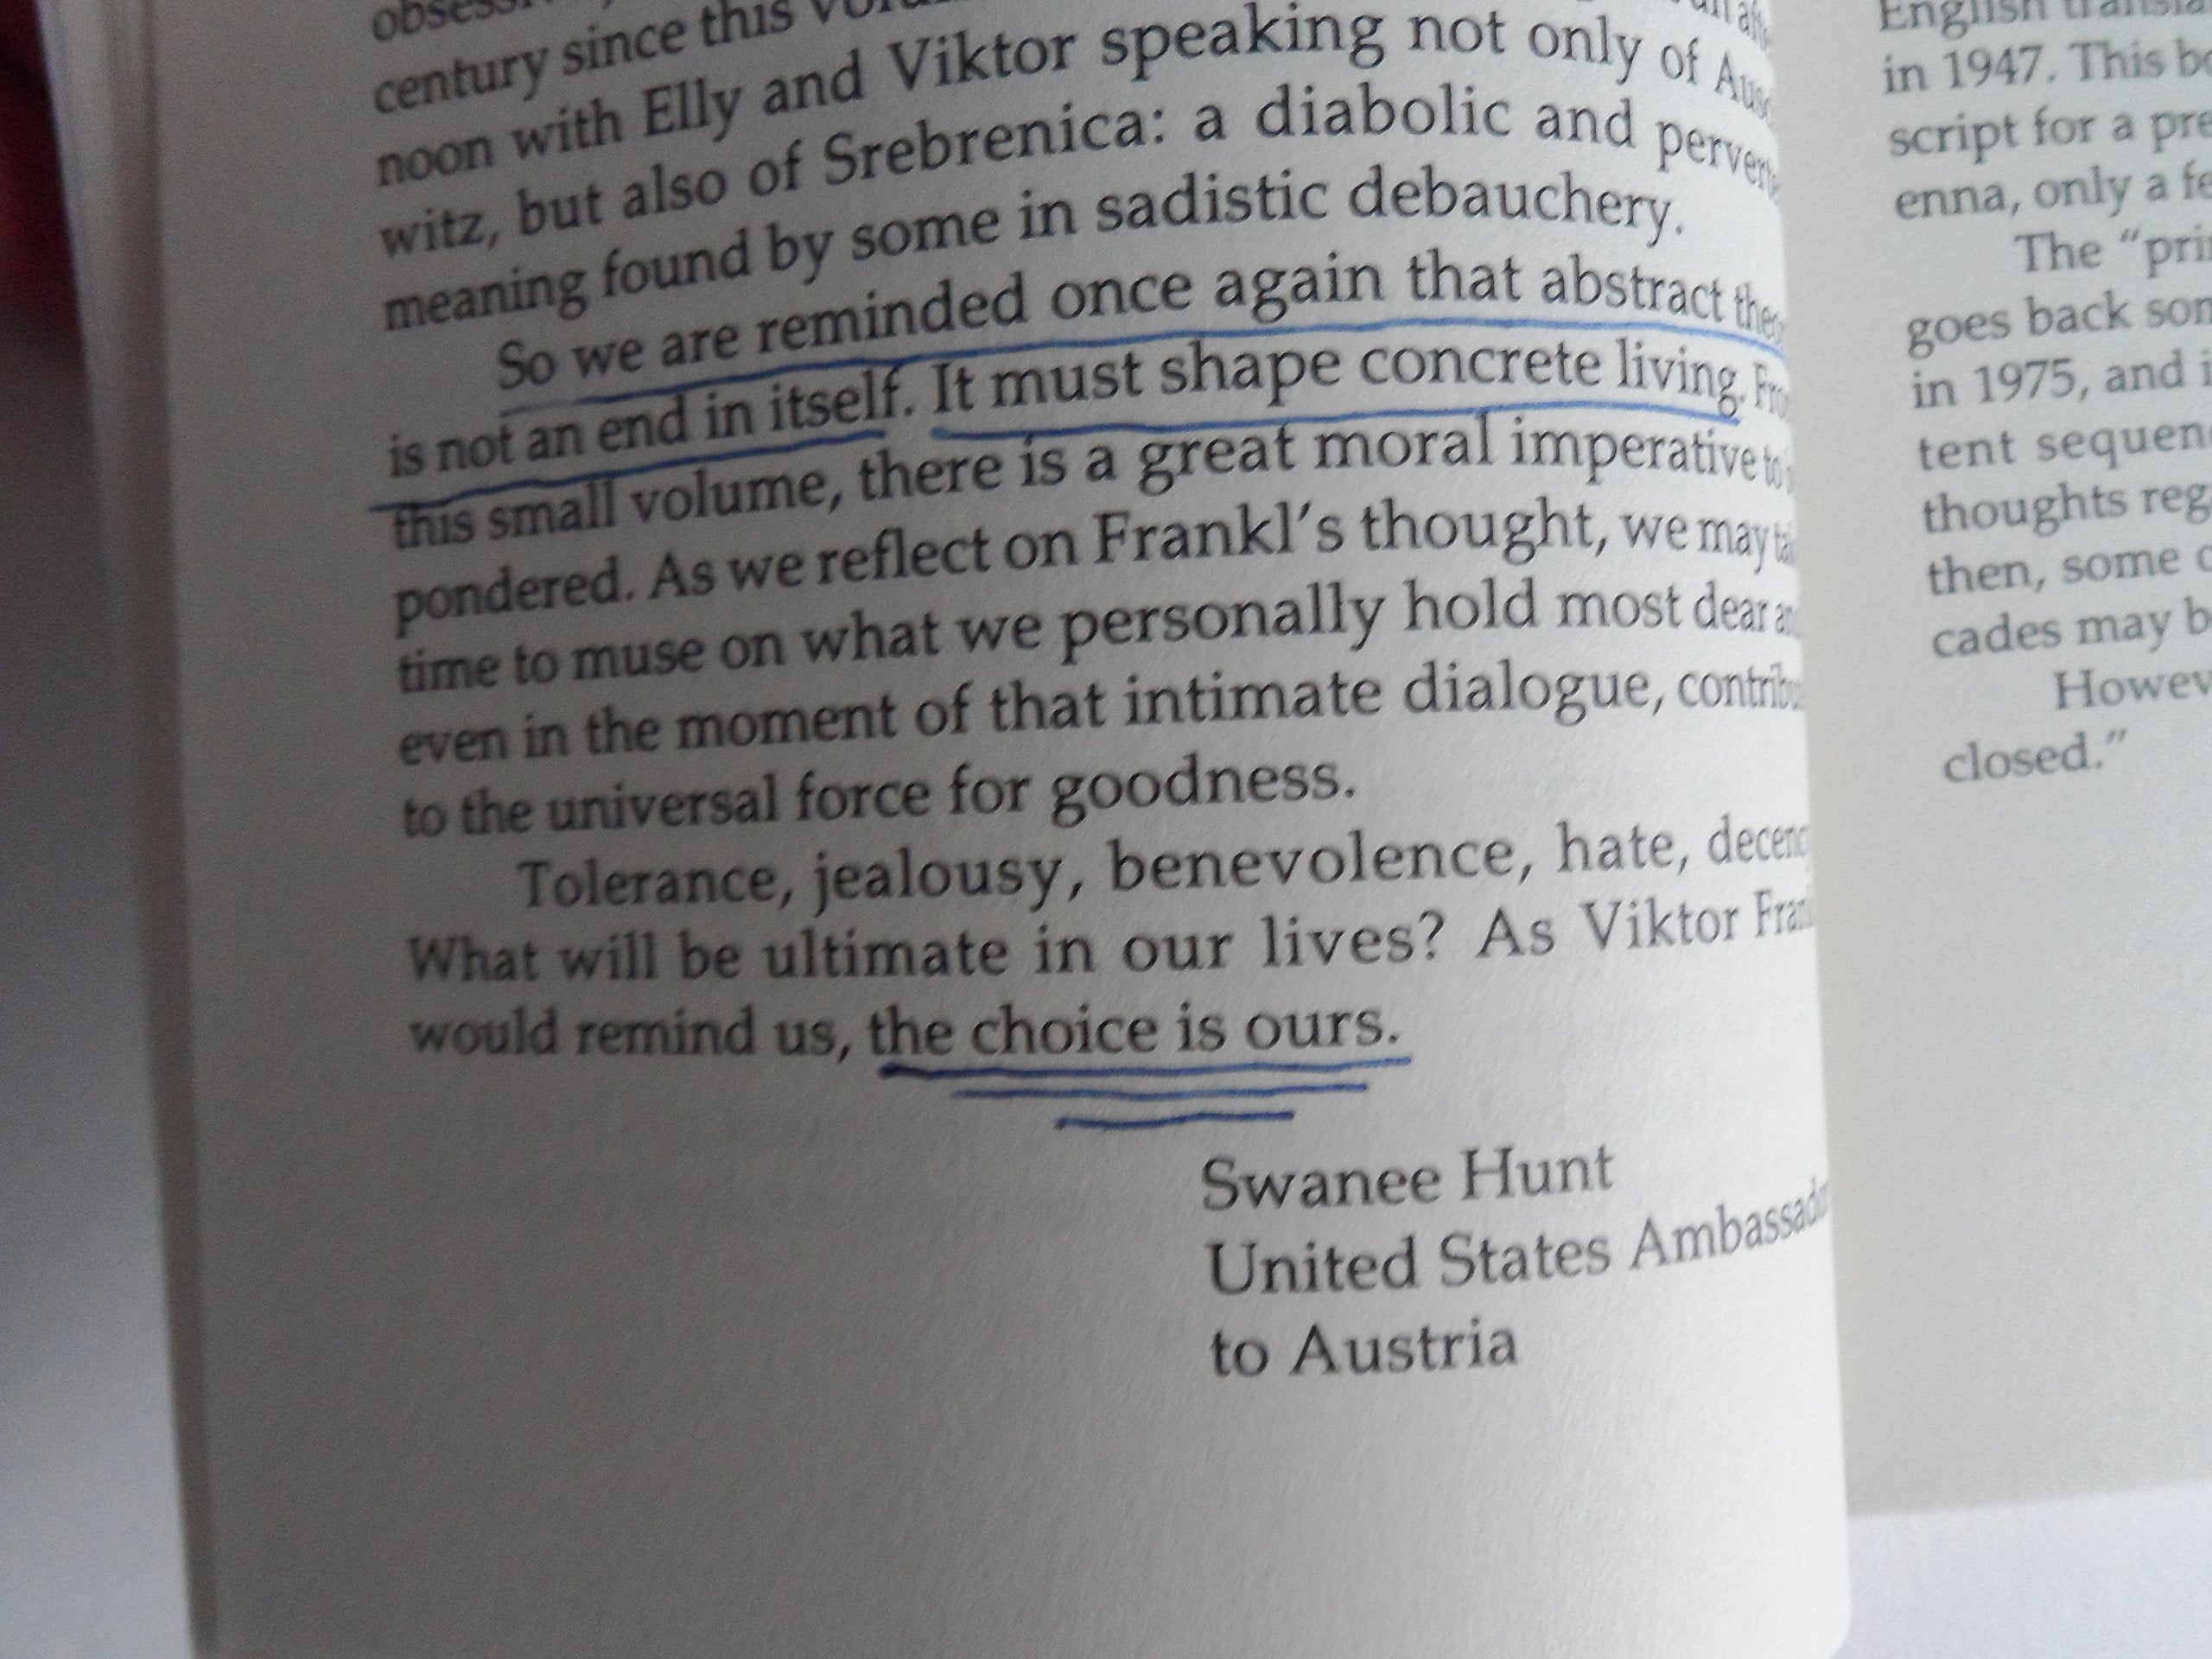 century since this
noon with Elly and Viktor speaking not only of
witz, but also of Srebrenica: a diabolic and
meaning found by some in sadistic debauchery.
So we are reminded once again that abstract
is not an end in itself. It must shape concrete living.
this small volume, there is a great moral imperative to
pondered. As we reflect on Frankl's thought, we may
time to muse on what we personally hold most dear
even in the moment of that intimate dialogue,
to the universal force for goodness.
Tolerance, jealousy, benevolence, hate,
What will be ultimate in our lives? As Viktor
would remind us, the choice is ours.
Swanee Hunt
United States Ambassador
to Austria
in 1947. This
script for a
enna, only a
The
goes back
in 1975, and
tent
thoughts
then, some
cades may
closed."